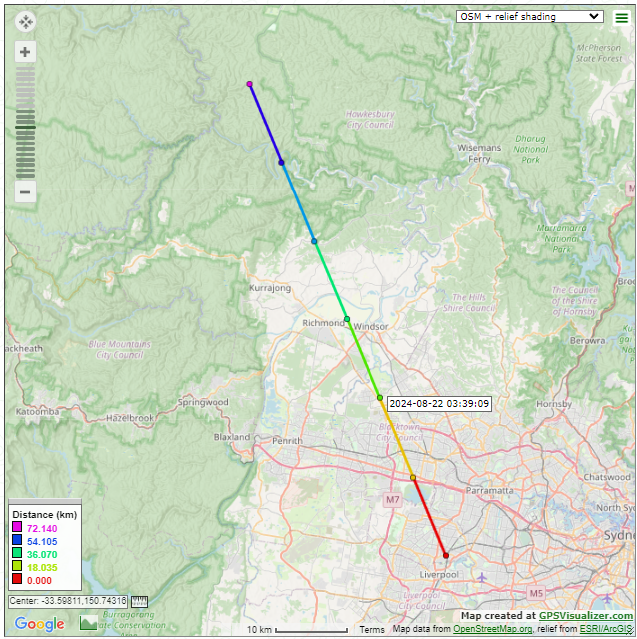 OSM + relief shading
McPherson
State Forest
Hawkesbury
City Council
Dharug
National
Park
Wisemans
Ferry
M
Marramarra
National
Park
Kurrajong
The Hills
Shire Council
The Council
of the Shire
of Hornsby
Bro
Richmond
Windsor
Berowra
Ku
gai
Blue Mountains
City Council
ackheath
Springwood
2024-08-22 03:39:09
Katoomba
Hazelbrook
Hornsby
Blacktown
City Council
Blaxland
Penrith
Chatswood
M7
Parramatta
North Sy
Sydne
Distance (km)
72.140
54.105
36.070
18.035
0.000
Liverpool
M5
Liverpool
City Council
Center: -33.59811,150.74316
Burragorang
State Conservation
Area
Map created at GPSVisualizer.com
Google
10 km
Terms
Map data from OpenStreetMap.org, relief from ESRI/ArcGIS